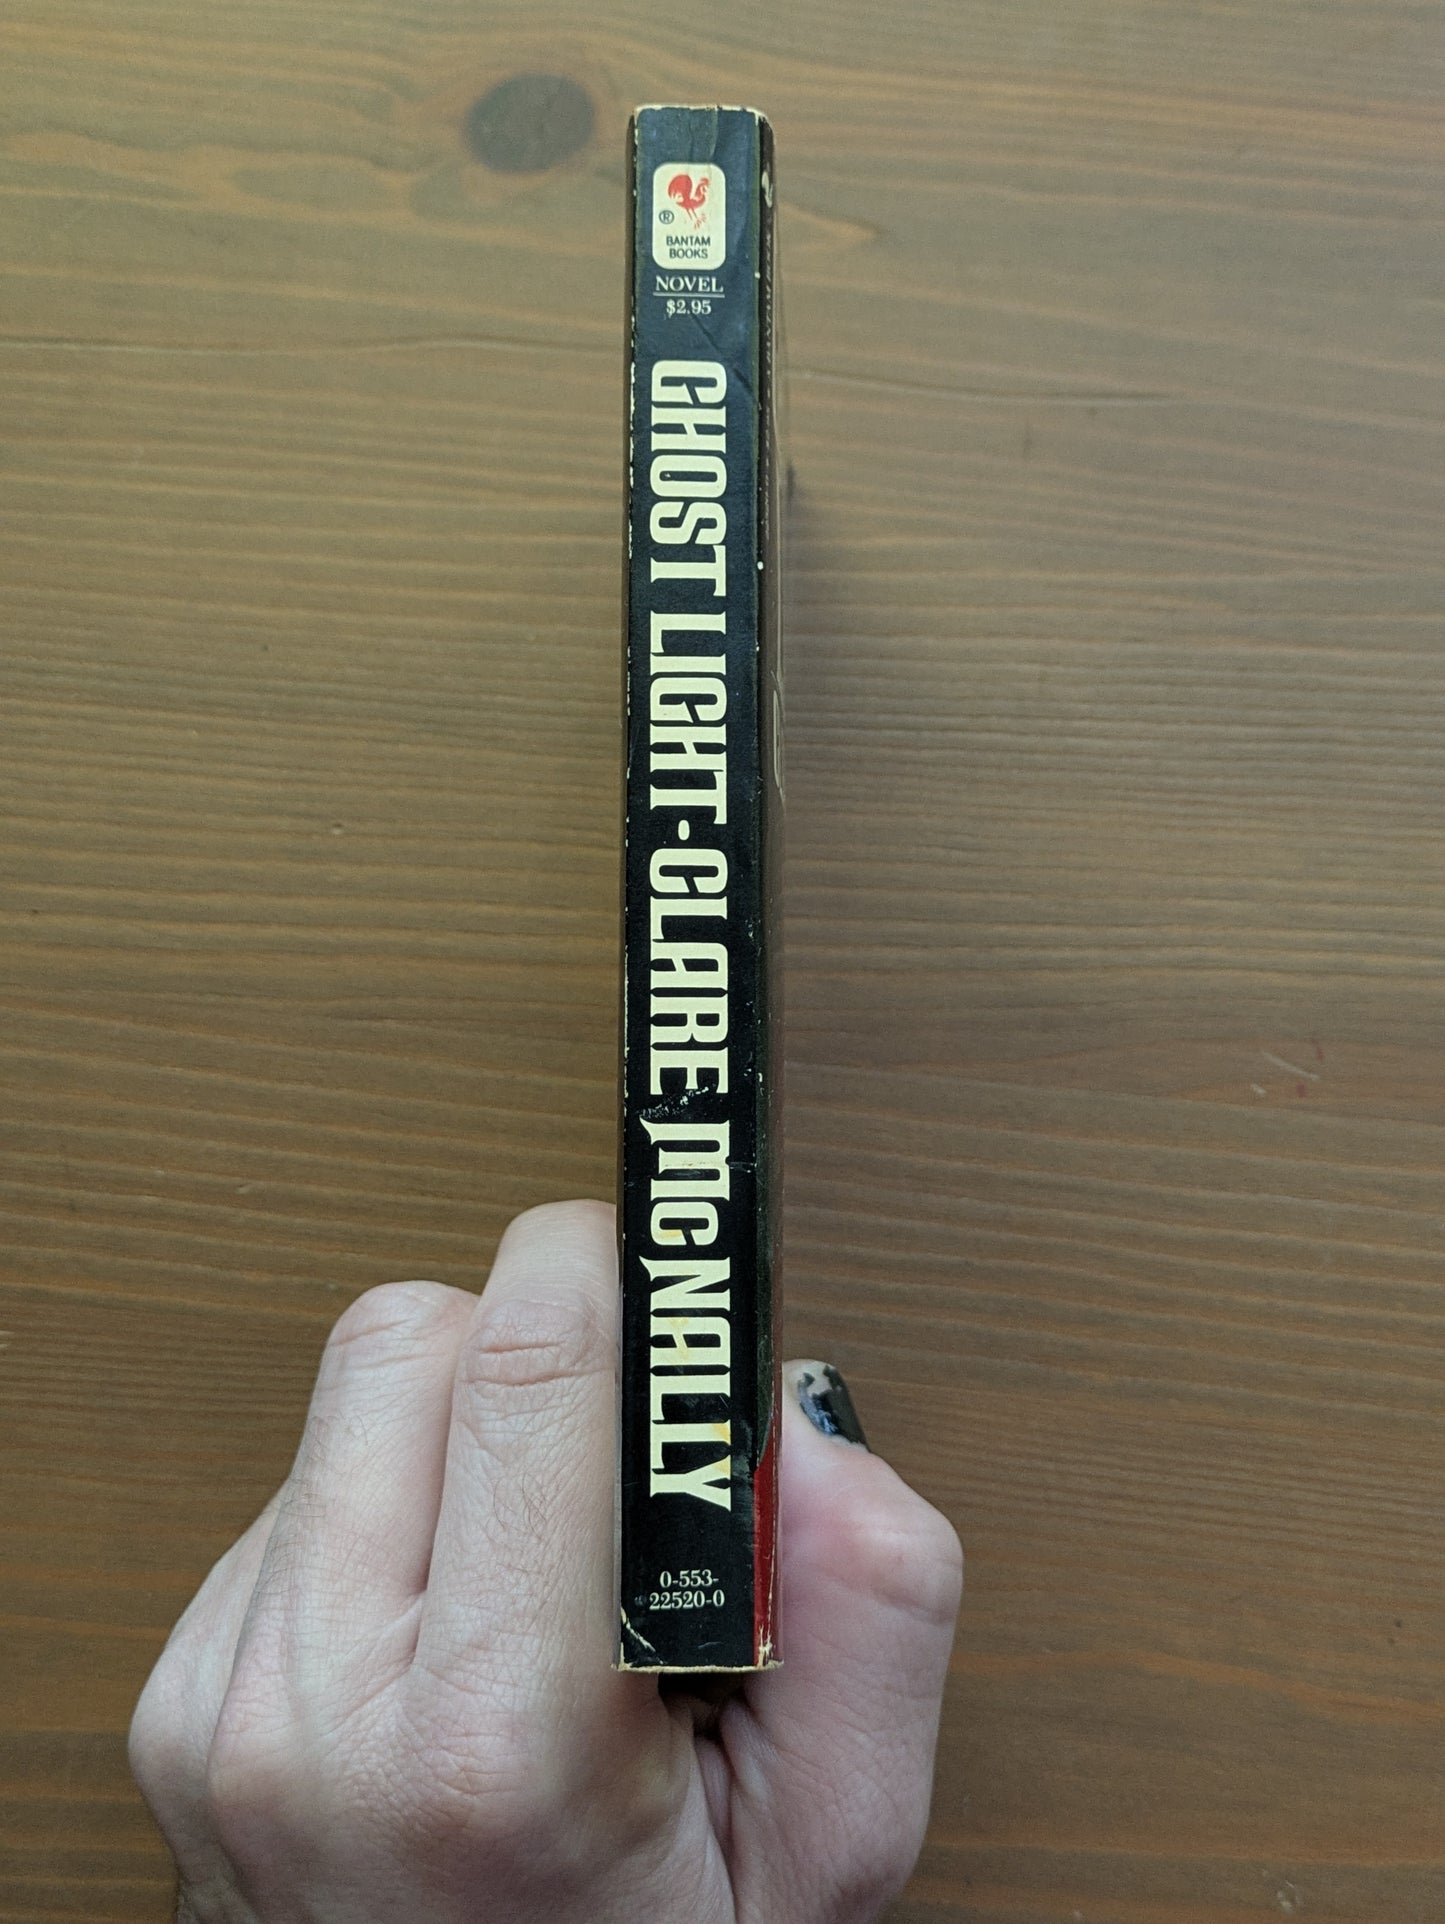 ®
BANTAM
BOOKS
NOVEL
$2.95
GHOST LIGHT·CLARE MCNALLY
0-553-
22520-0